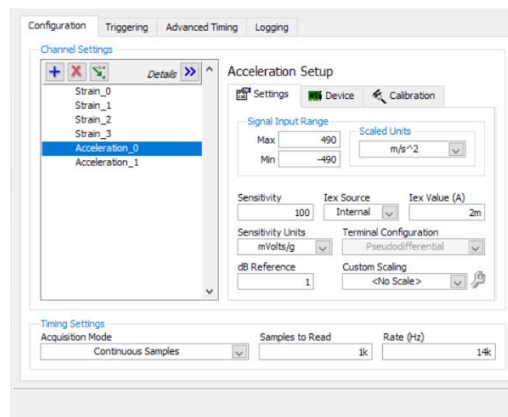 Configuration Triggering Advanced Timing Logging
Channel Settings
Details
Strain_0
Strain_1
Strain_2
Strain_3
Acceleration_0
Acceleration_1
Acceleration Setup
Settings Device Calibration
Signal Input Range
Max 490
Min -490
Scaled Units
m/s^2
Sensitivity Iex Source Iex Value (A)
100 Internal 2m
Sensitivity Units Terminal Configuration
mVolts/g Pseudodifferential
dB Reference Custom Scaling
1 <No Scale>
Timing Settings
Acquisition Mode Samples to Read Rate (Hz)
Continuous Samples 1k 14k